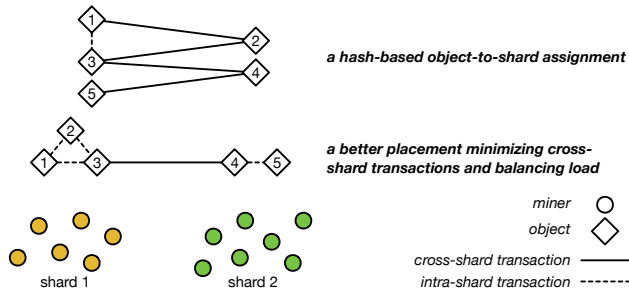 1
2
a hash-based object-to-shard assignment
3
4
5
2
a better placement minimizing cross-
shard transactions and balancing load
1 3 4 5
miner
object
cross-shard transaction
intra-shard transaction
shard 1 shard 2